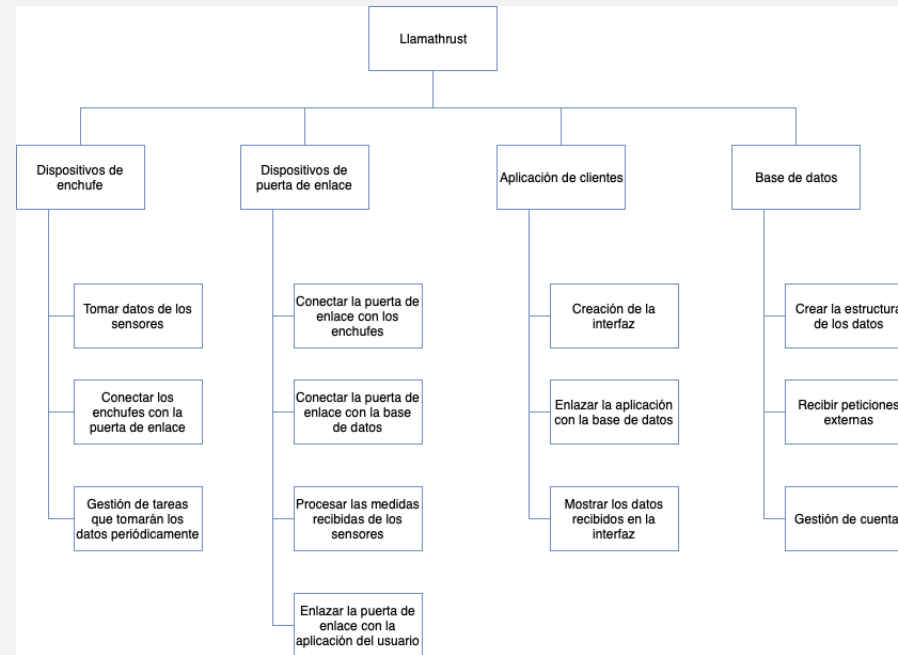 Llamathrust
Dispositivos de
enchufe
Dispositivos de
puerta de enlace
Aplicación de clientes
Base de datos
Tomar datos de los
sensores
Conectar los
enchufes con la
puerta de enlace
Gestión de tareas
que tomarán los
datos periódicamente
Conectar la puerta de
enlace con los
enchufes
Conectar la puerta de
enlace con la base
de datos
Procesar las medidas
recibidas de los
sensores
Enlazar la puerta de
enlace con la
aplicación del usuario
Creación de la
interfaz
Enlazar la aplicación
con la base de datos
Mostrar los datos
recibidos en la
interfaz
Crear la estructura
de los datos
Recibir peticiones
externas
Gestión de cuenta